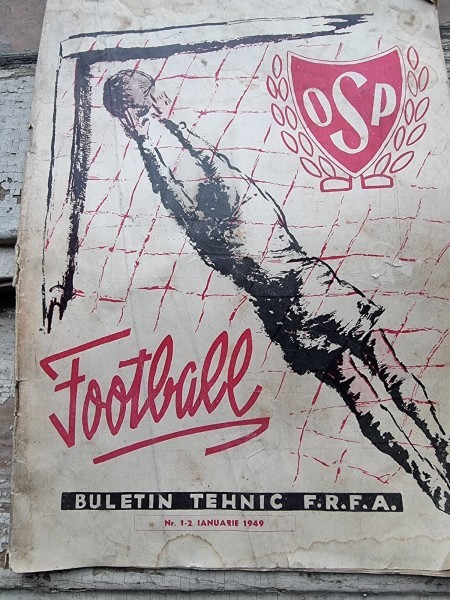 OSP
Football
BULETIN TEHNIC F.R.F.A.
Nr. 1-2 IANUARIE 1949